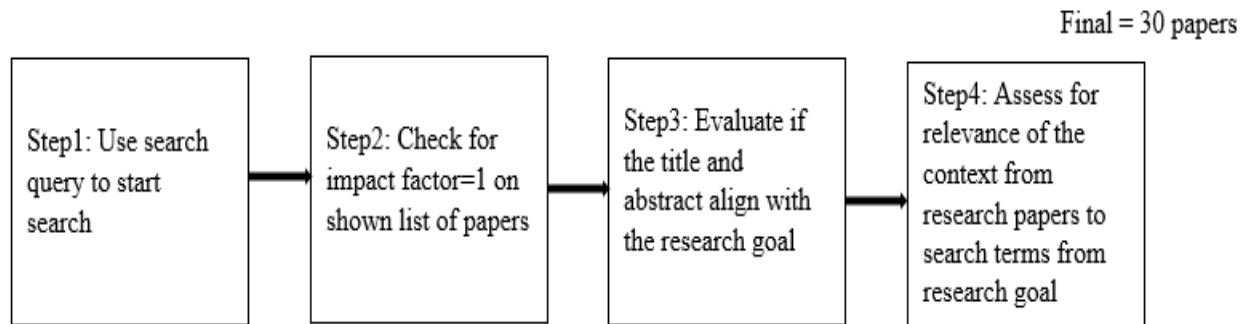 Final = 30 papers
Step1: Use search
query to start
search
Step2: Check for
impact factor=1 on
shown list of papers
Step3: Evaluate if
the title and
abstract align with
the research goal
Step4: Assess for
relevance of the
context from
research papers to
search terms from
research goal